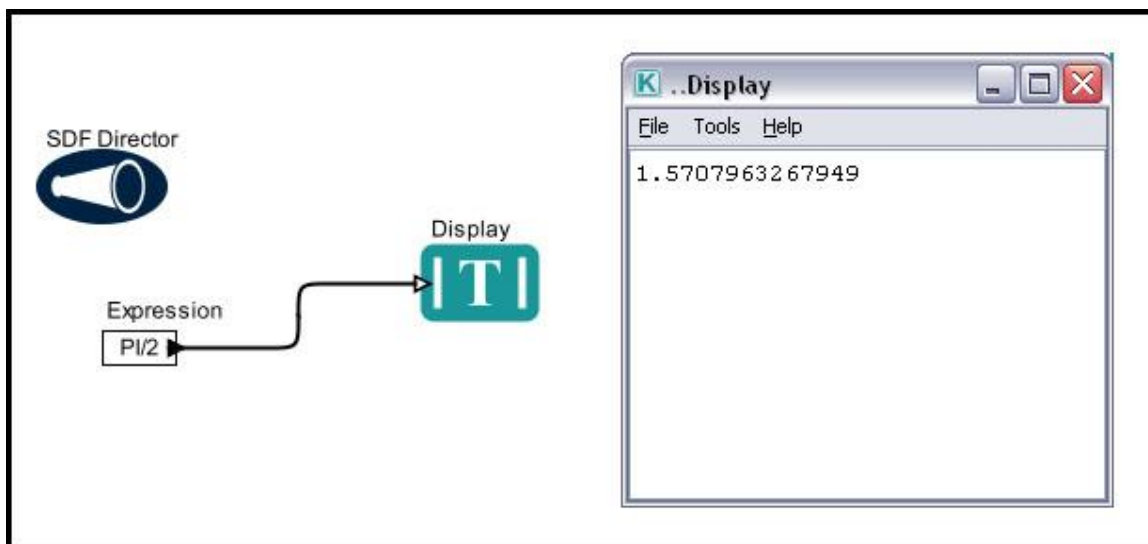 SDF Director
Expression
PI/2
Display
T
K ..Display
File Tools Help
1.5707963267949